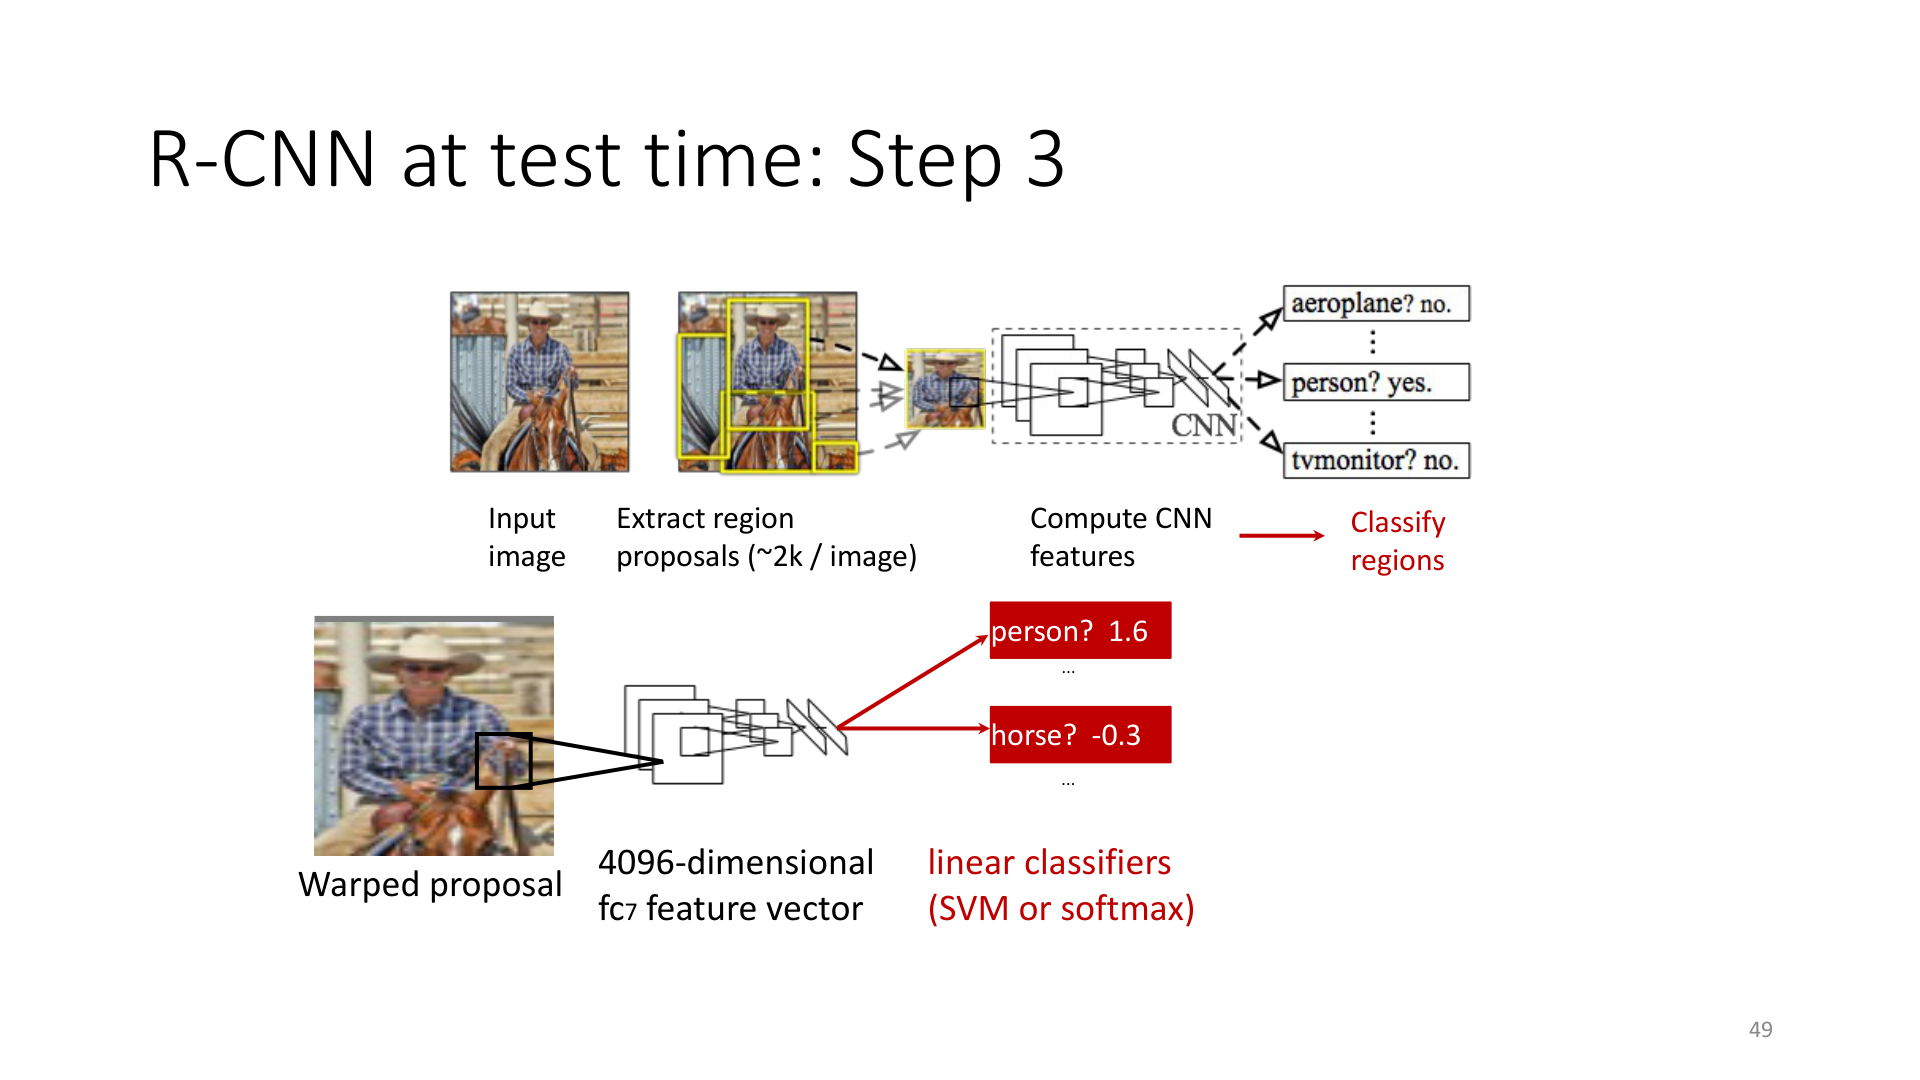 R-CNN at test time: Step 3
aeroplane? no.
⋮
person? yes.
⋮
tvmonitor? no.
CNN
Input
image
Extract region
proposals (~2k / image)
Compute CNN
features
Classify
regions
person? 1.6
...
horse? -0.3
...
Warped proposal
4096-dimensional
fc7 feature vector
linear classifiers
(SVM or softmax)
49